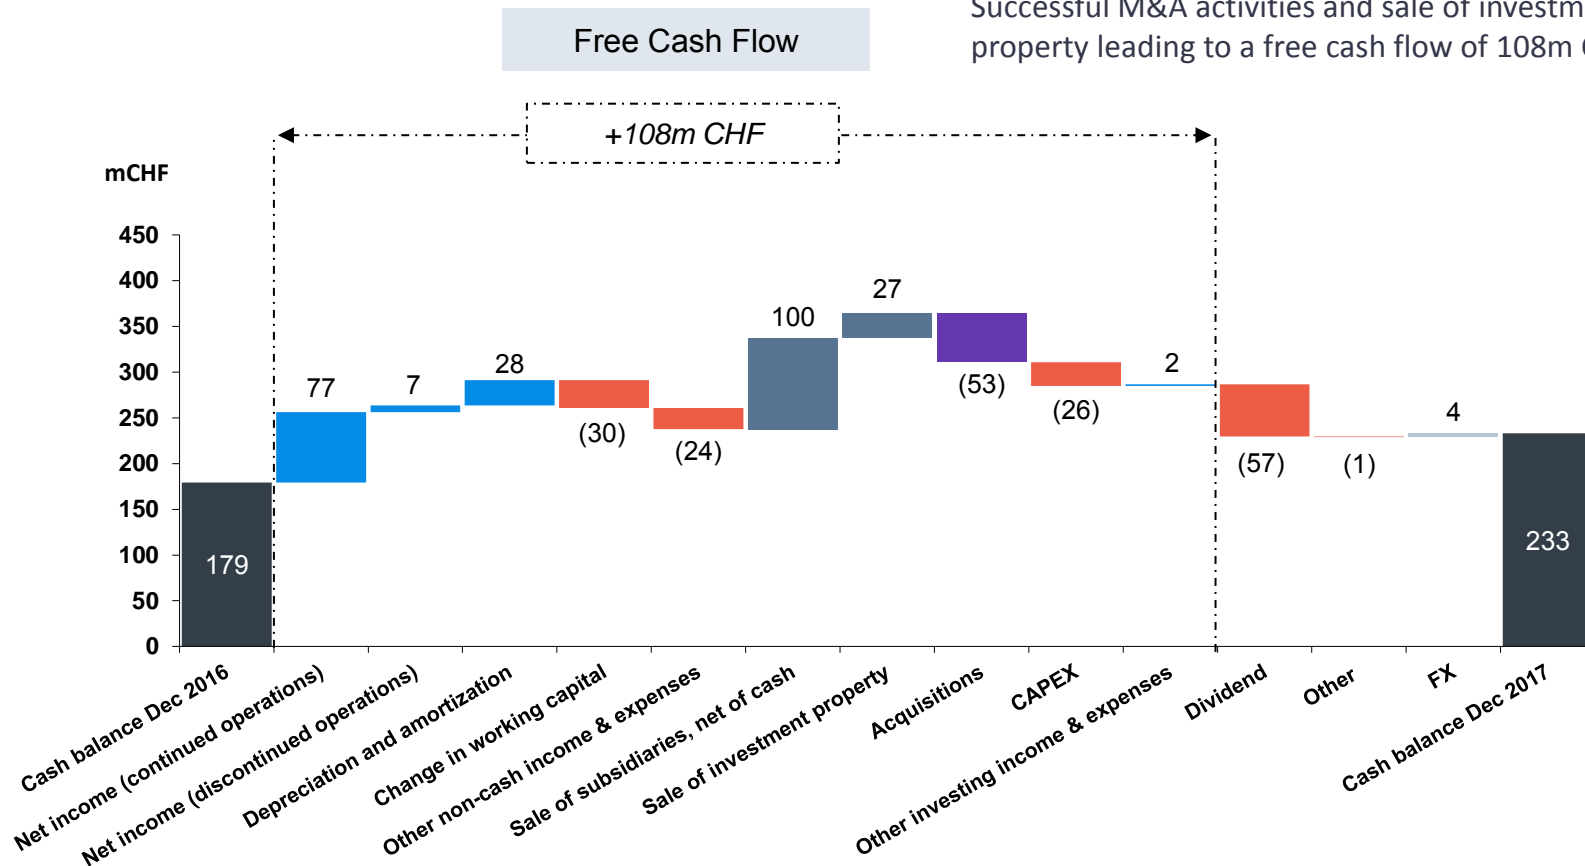 Successful M&A activities and sale of
property leading to a free cash flow of 108m
Free Cash Flow
+108m CHF
mCHF
450
400
350
300
250
200
150
100
50
0
179
77
7
28
(30)
(24)
100
27
(53)
(26)
2
(57)
(1)
4
233
Cash balance Dec 2016
Net income (continued operations)
Net income (discontinued operations)
Depreciation and amortization
Change in working capital
Other non-cash income & expenses
Sale of subsidiaries, net of cash
Sale of investment property
Acquisitions
CAPEX
Other investing income & expenses
Dividend
Other
FX
Cash balance Dec 2017